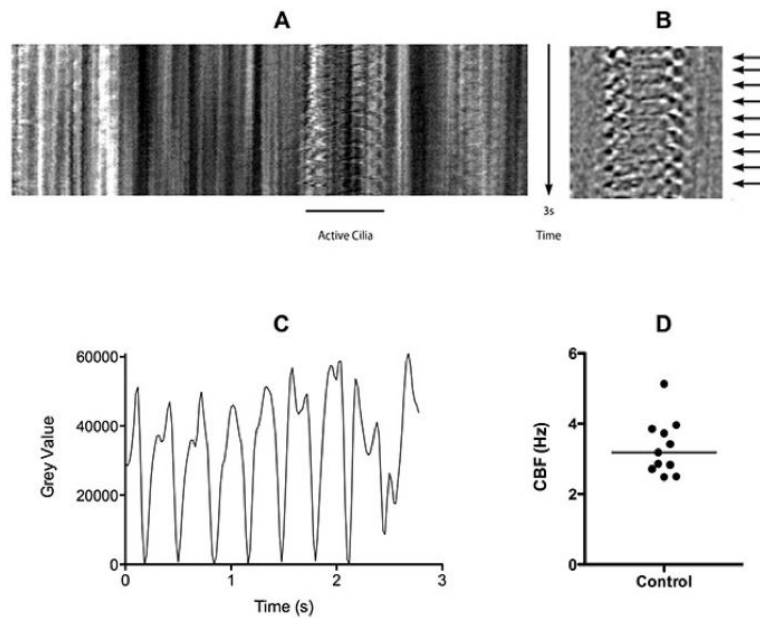 A
B
3s
Active Cilia
Time
C
D
60000
40000
20000
0
0
1
2
3
Grey Value
Time (s)
6
4
2
0
CBF (Hz)
Control